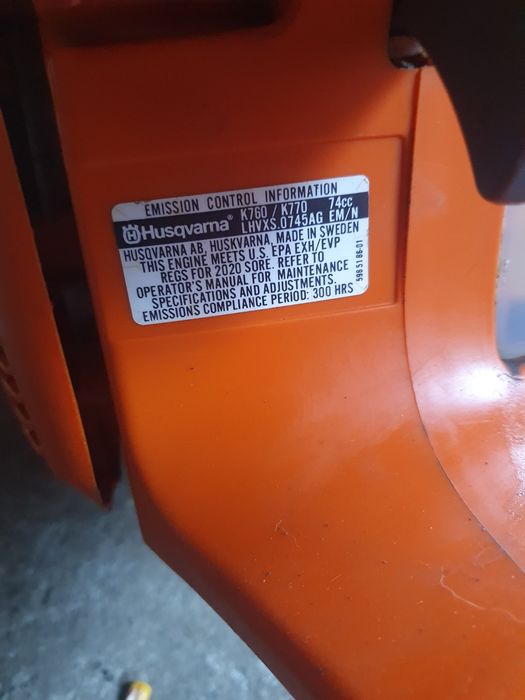 EMISSION CONTROL INFORMATION
Husqvarna® K760 / K770 74cc
LHVXS.0745AG EM/N
HUSQVARNA AB, HUSKVARNA, MADE IN SWEDEN
THIS ENGINE MEETS U.S. EPA EXH/EVP
REGS FOR 2020 SORE. REFER TO
OPERATOR'S MANUAL FOR MAINTENANCE
SPECIFICATIONS AND ADJUSTMENTS.
EMISSIONS COMPLIANCE PERIOD: 300 HRS
598 51 86-01